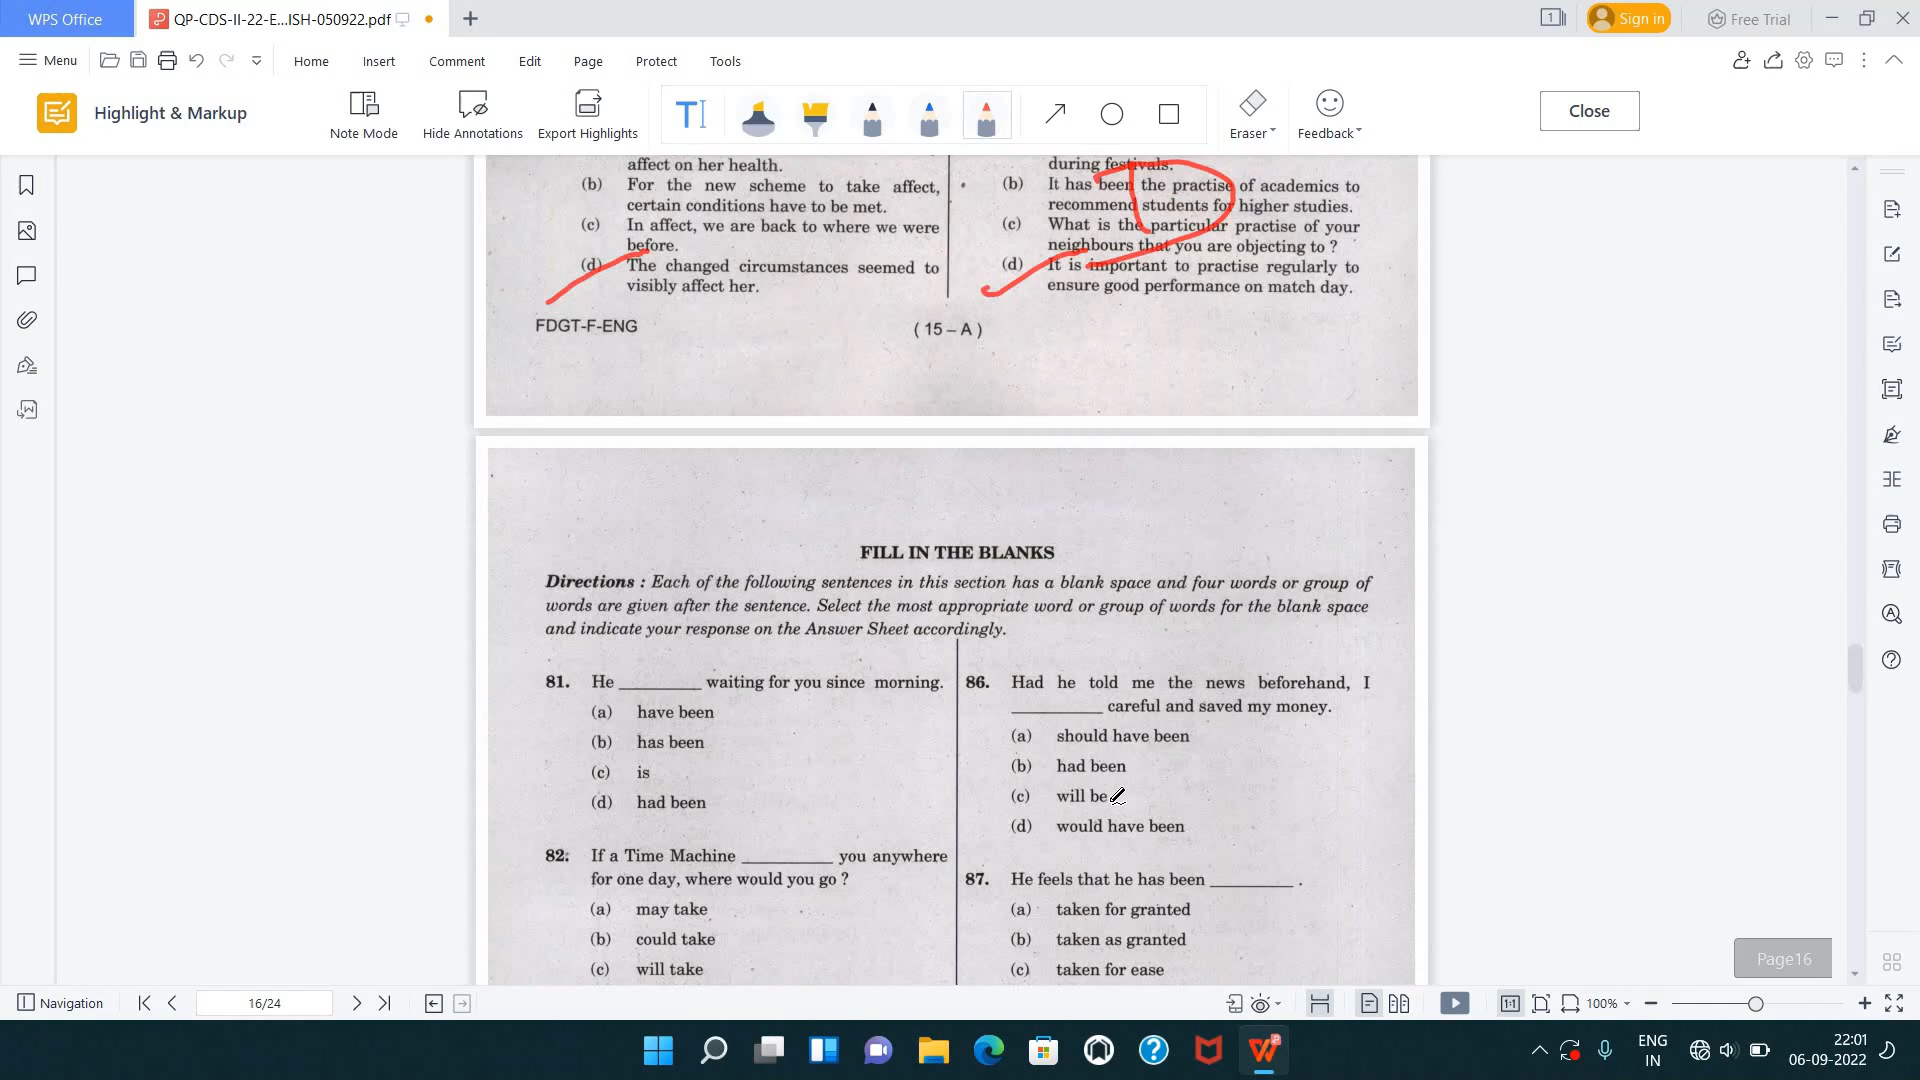 WPS Office
QP-CDS-II-22-E...ISH-050922.pdf
1
Sign in
Free Trial
Menu
Home
Insert
Comment
Edit
Page
Protect
Tools
Highlight & Markup
Note Mode
Hide Annotations
Export Highlights
Eraser
Feedback
Close
affect on her health.
(b) For the new scheme to take affect,
certain conditions have to be met.
(c) In affect, we are back to where we were
before.
(d) The changed circumstances seemed to
visibly affect her.
during festivals.
(b) It has been the practise of academics to
recommend students for higher studies.
(c) What is the particular practise of your
neighbours that you are objecting to ?
(d) It is important to practise regularly to
ensure good performance on match day.
FDGT-F-ENG
( 15 – A )
FILL IN THE BLANKS
Directions : Each of the following sentences in this section has a blank space and four words or group of
words are given after the sentence. Select the most appropriate word or group of words for the blank space
and indicate your response on the Answer Sheet accordingly.
81. He _________ waiting for you since morning.
(a) have been
(b) has been
(c) is
(d) had been
82. If a Time Machine __________ you anywhere
for one day, where would you go ?
(a) may take
(b) could take
(c) will take
86. Had he told me the news beforehand, I
__________ careful and saved my money.
(a) should have been
(b) had been
(c) will be
(d) would have been
87. He feels that he has been _________ .
(a) taken for granted
(b) taken as granted
(c) taken for ease
Page16
Navigation
16/24
1:1
100%
ENG
IN
22:01
06-09-2022